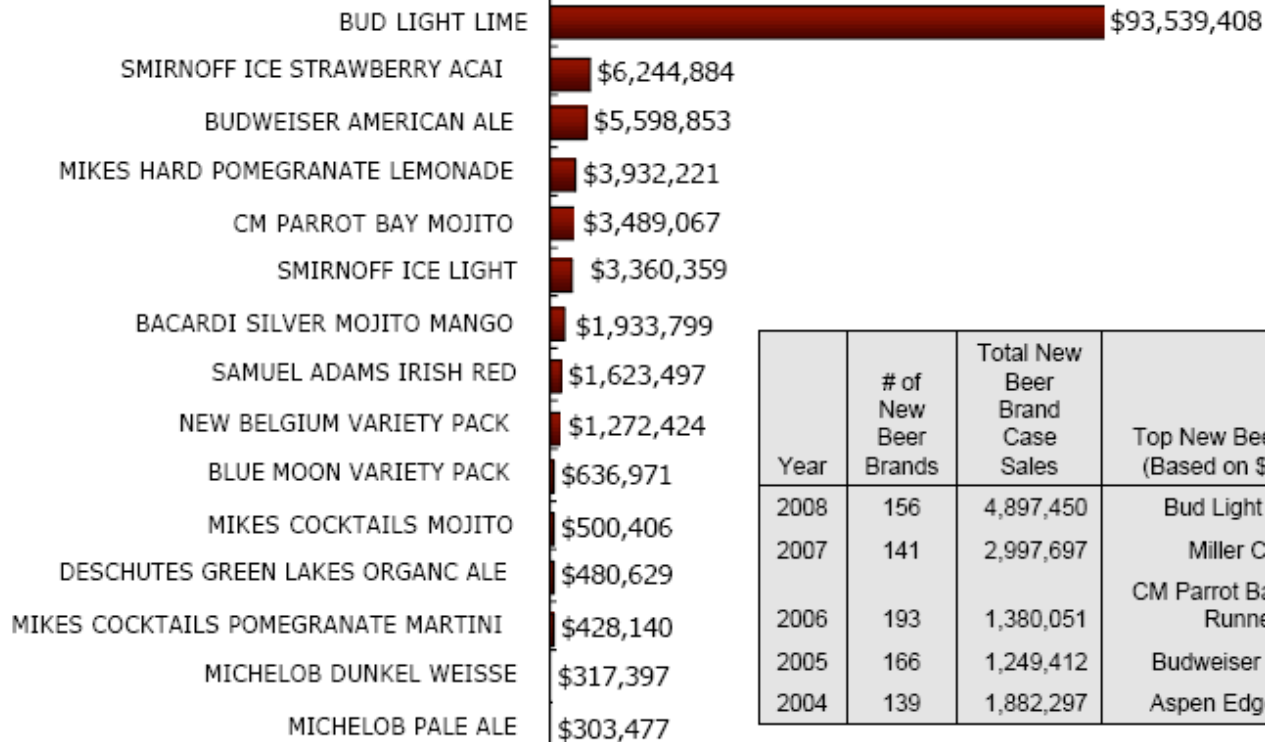 BUD LIGHT LIME $93,539,408
SMIRNOFF ICE STRAWBERRY ACAI $6,244,884
BUDWEISER AMERICAN ALE $5,598,853
MIKES HARD POMEGRANATE LEMONADE $3,932,221
CM PARROT BAY MOJITO $3,489,067
SMIRNOFF ICE LIGHT $3,360,359
BACARDI SILVER MOJITO MANGO $1,933,799
SAMUEL ADAMS IRISH RED $1,623,497
NEW BELGIUM VARIETY PACK $1,272,424
BLUE MOON VARIETY PACK $636,971
MIKES COCKTAILS MOJITO $500,406
DESCHUTES GREEN LAKES ORGANC ALE $480,629
MIKES COCKTAILS POMEGRANATE MARTINI $428,140
MICHELOB DUNKEL WEISSE $317,397
MICHELOB PALE ALE $303,477
Total New
# of Beer
New Brand
Beer Case Top New Bee
Year Brands Sales (Based on $
2008 156 4,897,450 Bud Light
2007 141 2,997,697 Miller C
CM Parrot Ba
2006 193 1,380,051 Runne
2005 166 1,249,412 Budweiser
2004 139 1,882,297 Aspen Edg